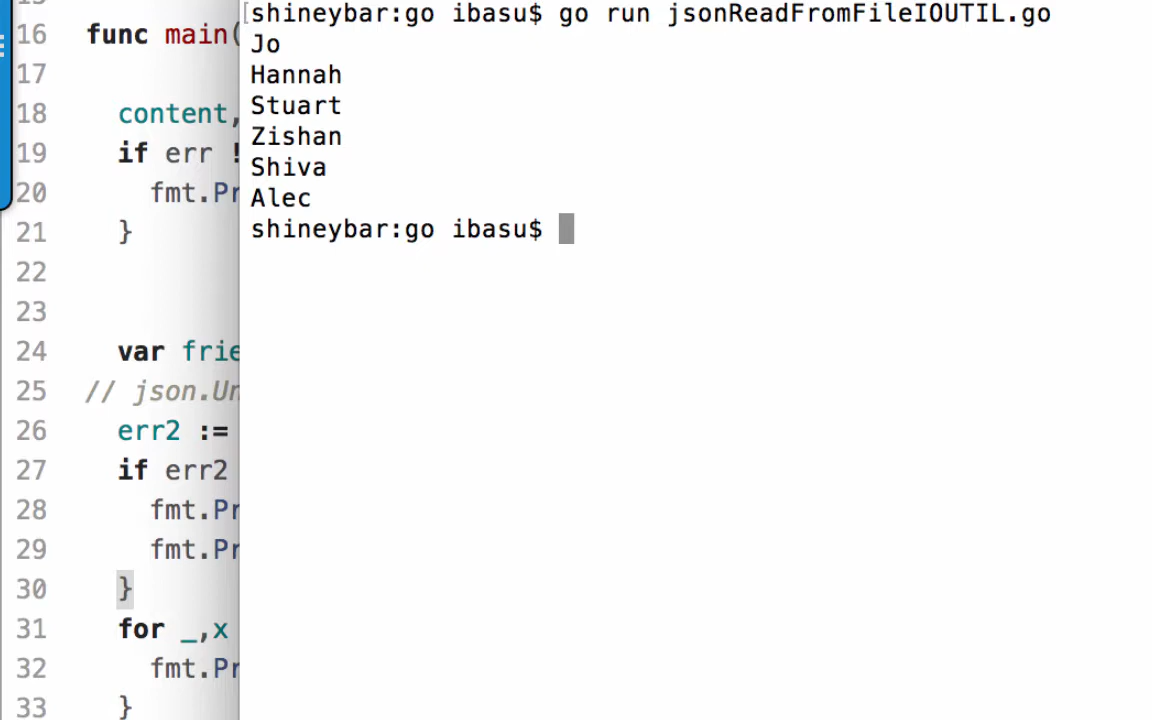 shineybar:go ibasu$ go run jsonReadFromFileIOUTIL.go
Jo
Hannah
Stuart
Zishan
Shiva
Alec
shineybar:go ibasu$
16 func main(
17
18 content,
19 if err !
20 fmt.Pr
21 }
22
23
24 var frie
25 // json.Un
26 err2 :=
27 if err2
28 fmt.Pr
29 fmt.Pr
30 }
31 for _,x
32 fmt.Pr
33 }